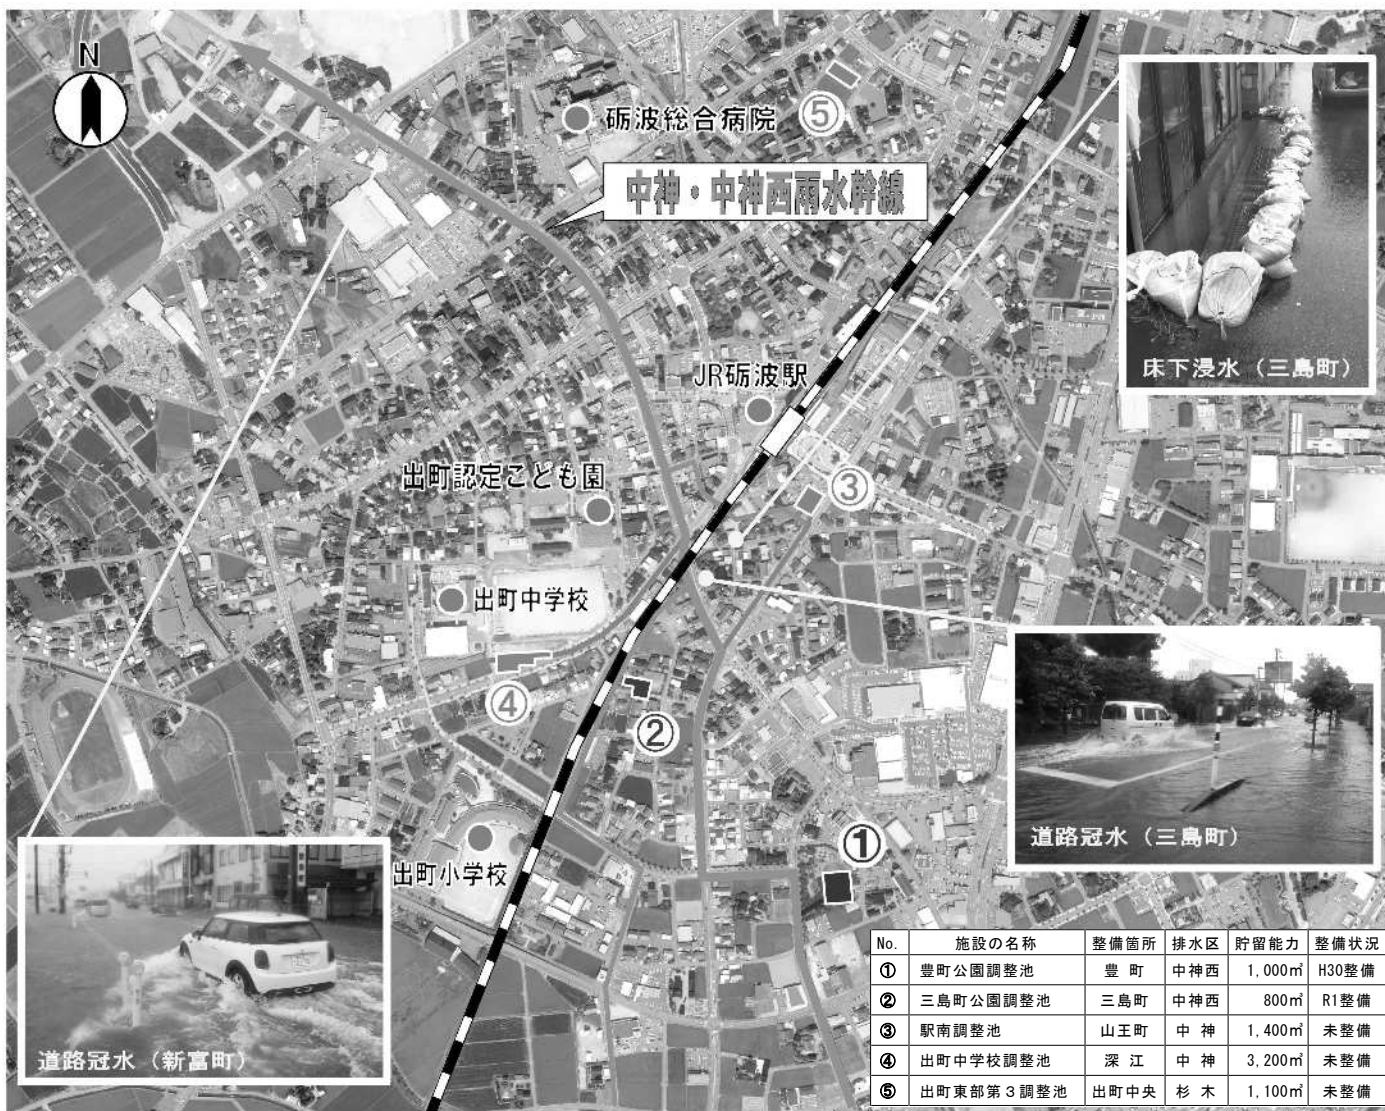 N
⑤
砺波総合病院
中神・中神西雨水幹線
床下浸水（三島町）
JR砺波駅
出町認定こども園
③
出町中学校
④
②
道路冠水（三島町）
①
出町小学校
道路冠水（新富町）
No. 施設の名称 整備箇所 排水区 貯留能力 整備状況
① 豊町公園調整池 豊 町 中神西 1,000㎥ H30整備
② 三島町公園調整池 三島町 中神西 800㎥ R1整備
③ 駅南調整池 山王町 中 神 1,400㎥ 未整備
④ 出町中学校調整池 深 江 中 神 3,200㎥ 未整備
⑤ 出町東部第3調整池 出町中央 杉 木 1,100㎥ 未整備